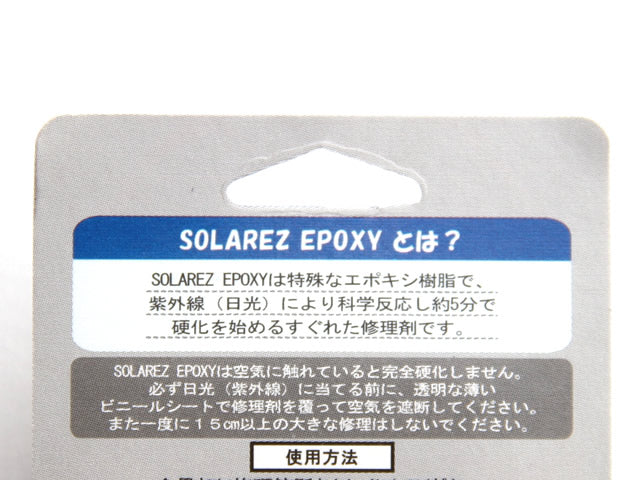 SOLAREZ EPOXY とは？
SOLAREZ EPOXYは特殊なエポキシ樹脂で、
紫外線（日光）により科学反応し約5分で
硬化を始めるすぐれた修理剤です。
SOLAREZ EPOXYは空気に触れていると完全硬化しません。
必ず日光（紫外線）に当てる前に、透明な薄い
ビニールシートで修理剤を覆って空気を遮断してください。
また一度に１５cm以上の大きな修理はしないでください。
使用方法